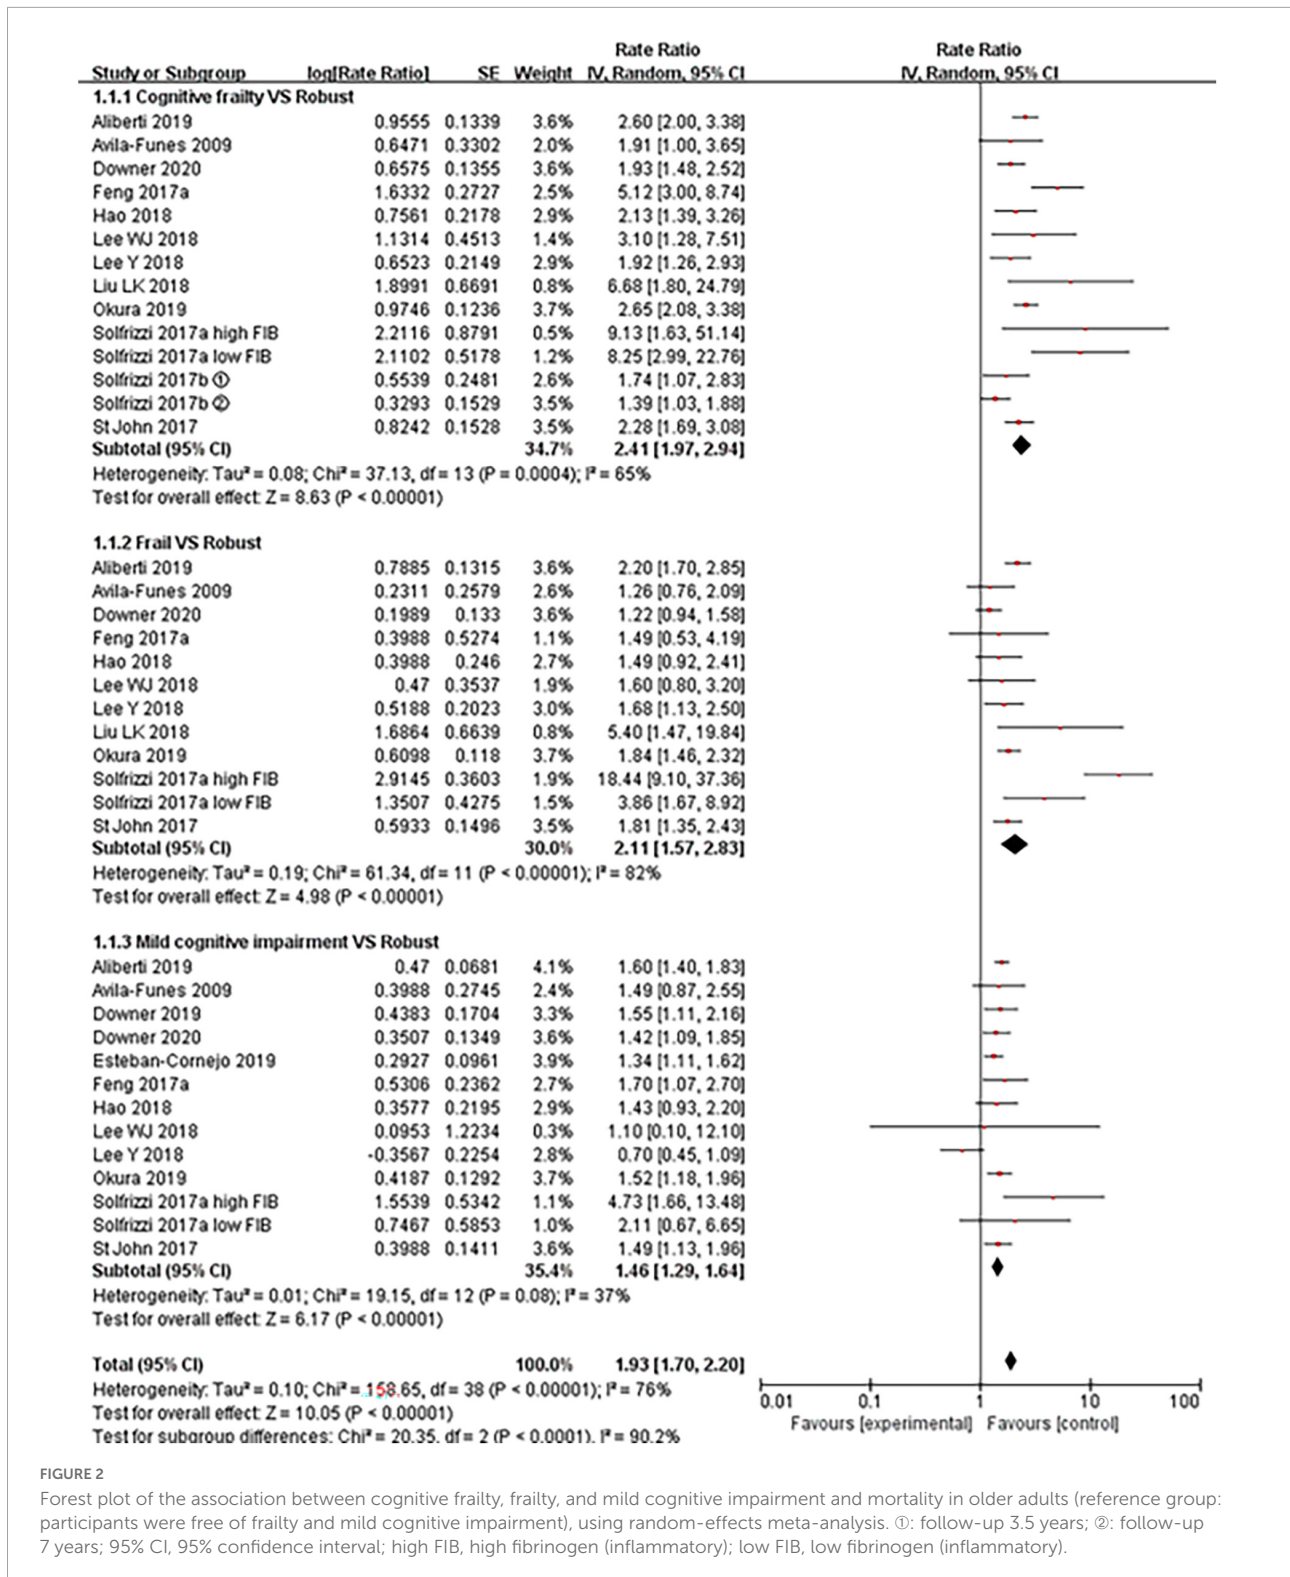 Rate Ratio Rate Ratio
Study or Subgroup log[Rate Ratio] SE Weight IV, Random, 95% CI IV, Random, 95% CI
1.1.1 Cognitive frailty VS Robust
Aliberti 2019 0.9555 0.1339 3.6% 2.60 [2.00, 3.38]
Avila-Funes 2009 0.6471 0.3302 2.0% 1.91 [1.00, 3.65]
Downer 2020 0.6575 0.1355 3.6% 1.93 [1.48, 2.52]
Feng 2017a 1.6332 0.2727 2.5% 5.12 [3.00, 8.74]
Hao 2018 0.7561 0.2178 2.9% 2.13 [1.39, 3.26]
Lee WJ 2018 1.1314 0.4513 1.4% 3.10 [1.28, 7.51]
Lee Y 2018 0.6523 0.2149 2.9% 1.92 [1.26, 2.93]
Liu LK 2018 1.8991 0.6691 0.8% 6.68 [1.80, 24.79]
Okura 2019 0.9746 0.1236 3.7% 2.65 [2.08, 3.38]
Solfrizzi 2017a high FIB 2.2116 0.8791 0.5% 9.13 [1.63, 51.14]
Solfrizzi 2017a low FIB 2.1102 0.5178 1.2% 8.25 [2.99, 22.76]
Solfrizzi 2017b ① 0.5539 0.2481 2.6% 1.74 [1.07, 2.83]
Solfrizzi 2017b ② 0.3293 0.1529 3.5% 1.39 [1.03, 1.88]
St John 2017 0.8242 0.1528 3.5% 2.28 [1.69, 3.08]
Subtotal (95% CI) 34.7% 2.41 [1.97, 2.94]
Heterogeneity: Tau² = 0.08; Chi² = 37.13, df = 13 (P = 0.0004); I² = 65%
Test for overall effect: Z = 8.63 (P < 0.00001)
1.1.2 Frail VS Robust
Aliberti 2019 0.7885 0.1315 3.6% 2.20 [1.70, 2.85]
Avila-Funes 2009 0.2311 0.2579 2.6% 1.26 [0.76, 2.09]
Downer 2020 0.1989 0.133 3.6% 1.22 [0.94, 1.58]
Feng 2017a 0.3988 0.5274 1.1% 1.49 [0.53, 4.19]
Hao 2018 0.3988 0.246 2.7% 1.49 [0.92, 2.41]
Lee WJ 2018 0.47 0.3537 1.9% 1.60 [0.80, 3.20]
Lee Y 2018 0.5188 0.2023 3.0% 1.68 [1.13, 2.50]
Liu LK 2018 1.6864 0.6639 0.8% 5.40 [1.47, 19.84]
Okura 2019 0.6098 0.118 3.7% 1.84 [1.46, 2.32]
Solfrizzi 2017a high FIB 2.9145 0.3603 1.9% 18.44 [9.10, 37.36]
Solfrizzi 2017a low FIB 1.3507 0.4275 1.5% 3.86 [1.67, 8.92]
St John 2017 0.5933 0.1496 3.5% 1.81 [1.35, 2.43]
Subtotal (95% CI) 30.0% 2.11 [1.57, 2.83]
Heterogeneity: Tau² = 0.19; Chi² = 61.34, df = 11 (P < 0.00001); I² = 82%
Test for overall effect: Z = 4.98 (P < 0.00001)
1.1.3 Mild cognitive impairment VS Robust
Aliberti 2019 0.47 0.0681 4.1% 1.60 [1.40, 1.83]
Avila-Funes 2009 0.3988 0.2745 2.4% 1.49 [0.87, 2.55]
Downer 2019 0.4383 0.1704 3.3% 1.55 [1.11, 2.16]
Downer 2020 0.3507 0.1349 3.6% 1.42 [1.09, 1.85]
Esteban-Cornejo 2019 0.2927 0.0961 3.9% 1.34 [1.11, 1.62]
Feng 2017a 0.5306 0.2362 2.7% 1.70 [1.07, 2.70]
Hao 2018 0.3577 0.2195 2.9% 1.43 [0.93, 2.20]
Lee WJ 2018 0.0953 1.2234 0.3% 1.10 [0.10, 12.10]
Lee Y 2018 -0.3567 0.2254 2.8% 0.70 [0.45, 1.09]
Okura 2019 0.4187 0.1292 3.7% 1.52 [1.18, 1.96]
Solfrizzi 2017a high FIB 1.5539 0.5342 1.1% 4.73 [1.66, 13.48]
Solfrizzi 2017a low FIB 0.7467 0.5853 1.0% 2.11 [0.67, 6.65]
St John 2017 0.3988 0.1411 3.6% 1.49 [1.13, 1.96]
Subtotal (95% CI) 35.4% 1.46 [1.29, 1.64]
Heterogeneity: Tau² = 0.01; Chi² = 19.15, df = 12 (P = 0.08); I² = 37%
Test for overall effect: Z = 6.17 (P < 0.00001)
Total (95% CI) 100.0% 1.93 [1.70, 2.20]
Heterogeneity: Tau² = 0.10; Chi² = 158.65, df = 38 (P < 0.00001); I² = 76%
Test for overall effect: Z = 10.05 (P < 0.00001)
Test for subgroup differences: Chi² = 20.35, df = 2 (P < 0.0001), I² = 90.2%
0.01 0.1 1 10 100
Favours [experimental] Favours [control]
FIGURE 2
Forest plot of the association between cognitive frailty, frailty, and mild cognitive impairment and mortality in older adults (reference group:
participants were free of frailty and mild cognitive impairment), using random-effects meta-analysis. ①: follow-up 3.5 years; ②: follow-up
7 years; 95% CI, 95% confidence interval; high FIB, high fibrinogen (inflammatory); low FIB, low fibrinogen (inflammatory).